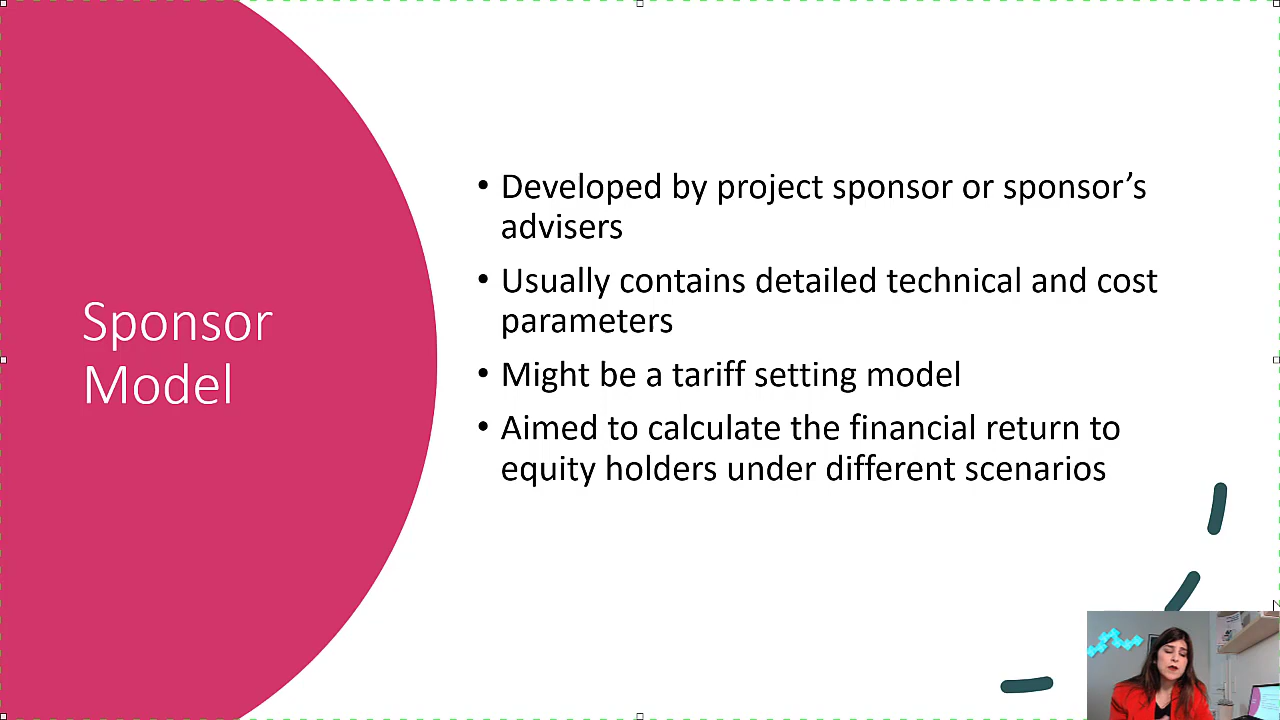 Sponsor
Model
• Developed by project sponsor or sponsor’s
advisers
• Usually contains detailed technical and cost
parameters
• Might be a tariff setting model
• Aimed to calculate the financial return to
equity holders under different scenarios